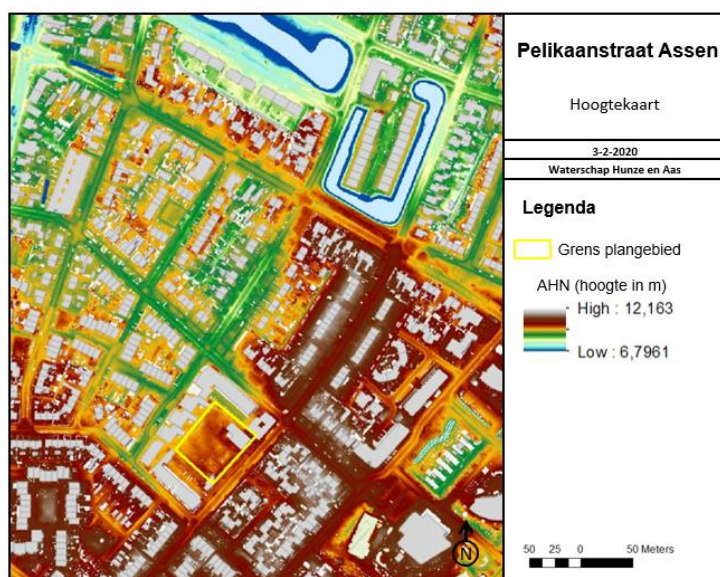 Pelikaanstraat Assen
Hoogtekaart
3-2-2020
Waterschap Hunze en Aas
Legenda
Grens plangebied
AHN (hoogte in m)
High : 12,163
Low : 6,7961
N
50 25 0 50 Meters